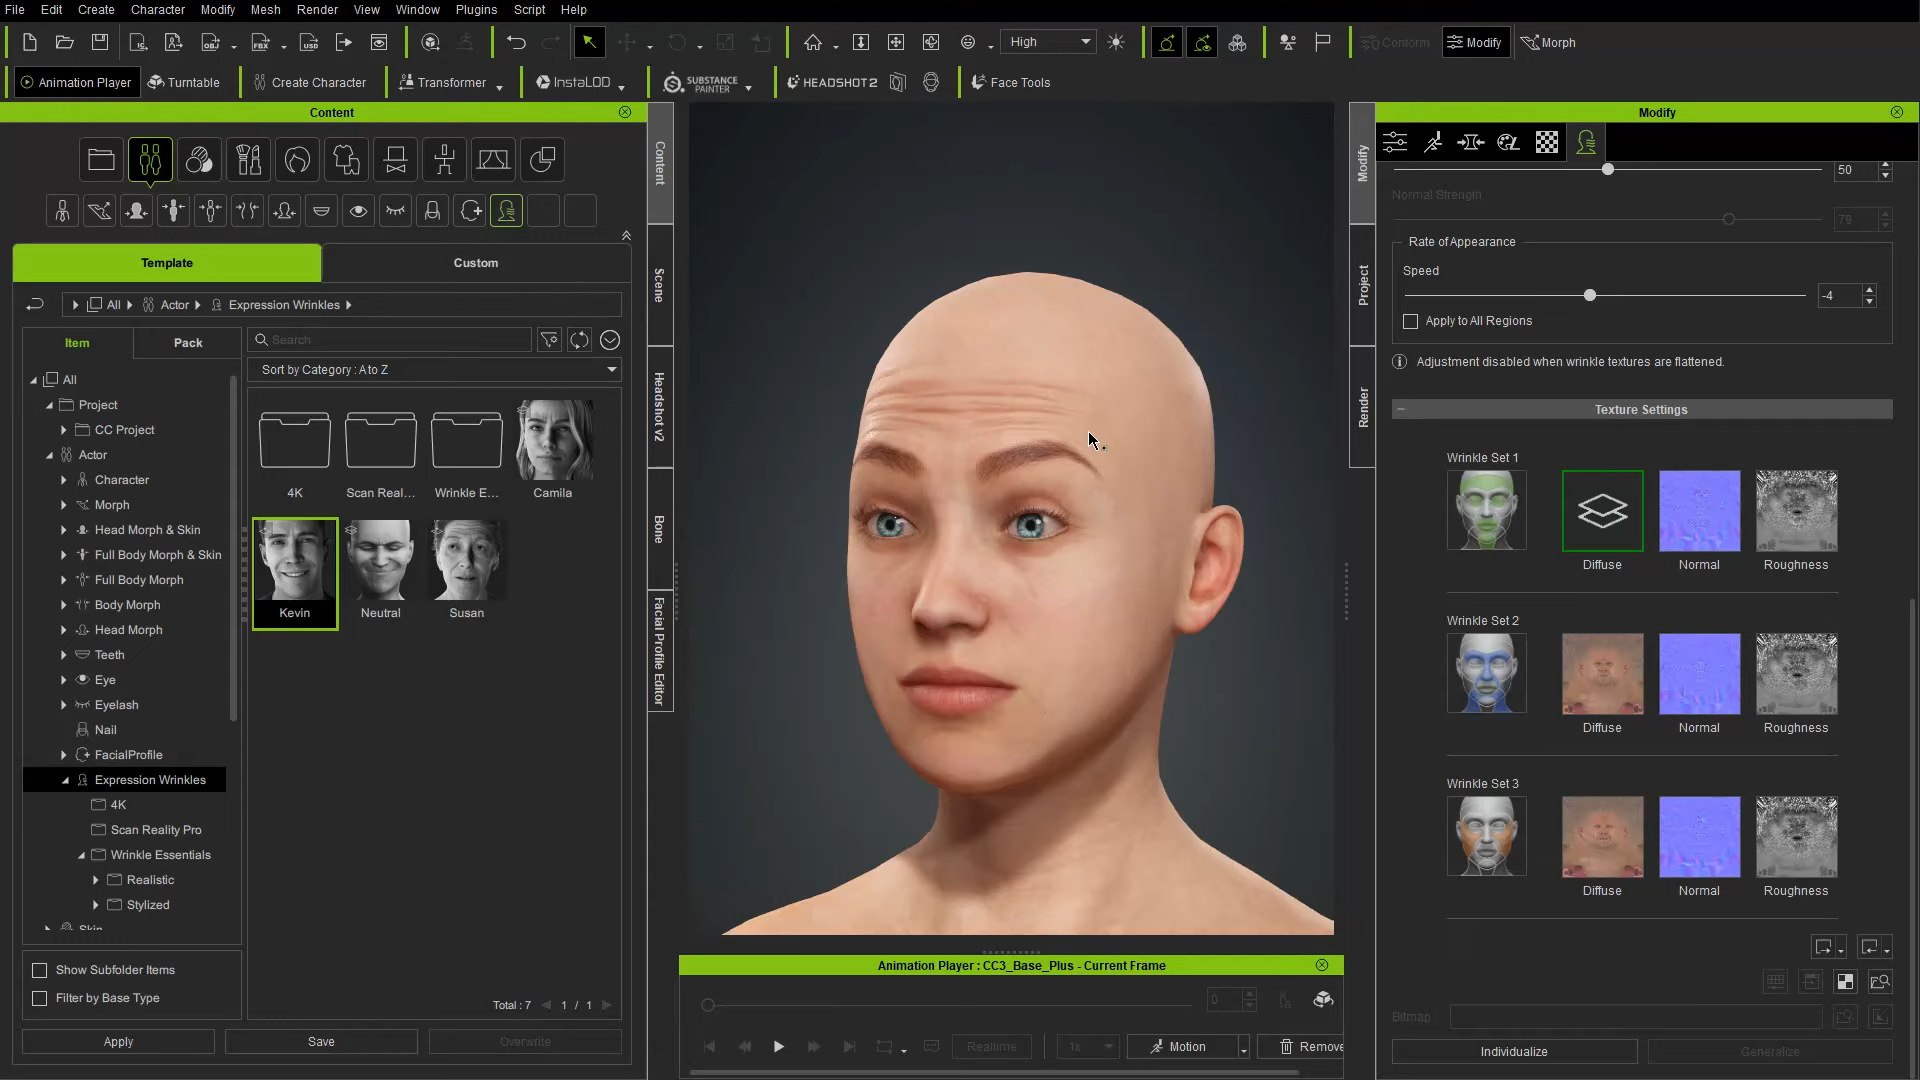 File Edit Create Character Modify Mesh Render View Window Plugins Script Help
High
Conform Modify Morph
Animation Player Turntable Create Character Transformer InstaLOD SUBSTANCE PAINTER HEADSHOT 2 Face Tools
Content
Template Custom
All Actor Expression Wrinkles
Item Pack
Search
Sort by Category : A to Z
All
Project
CC Project
Actor
Character
Morph
Head Morph & Skin
Full Body Morph & Skin
Full Body Morph
Body Morph
Head Morph
Teeth
Eye
Eyelash
Nail
FacialProfile
Expression Wrinkles
4K
Scan Reality Pro
Wrinkle Essentials
Realistic
Stylized
Skin
4K Scan Real... Wrinkle E... Camila
Kevin Neutral Susan
Show Subfolder Items
Filter by Base Type
Total : 7 1 / 1
Apply Save Overwrite
Content
Scene
Headshot v2
Bone
Facial Profile Editor
Animation Player : CC3_Base_Plus - Current Frame
0
Realtime 1x Motion Remove
Modify
Project
Render
Modify
50
Normal Strength
79
Rate of Appearance
Speed
-4
Apply to All Regions
Adjustment disabled when wrinkle textures are flattened.
Texture Settings
Wrinkle Set 1
Diffuse Normal Roughness
Wrinkle Set 2
Diffuse Normal Roughness
Wrinkle Set 3
Diffuse Normal Roughness
Bitmap :
Individualize Generalize